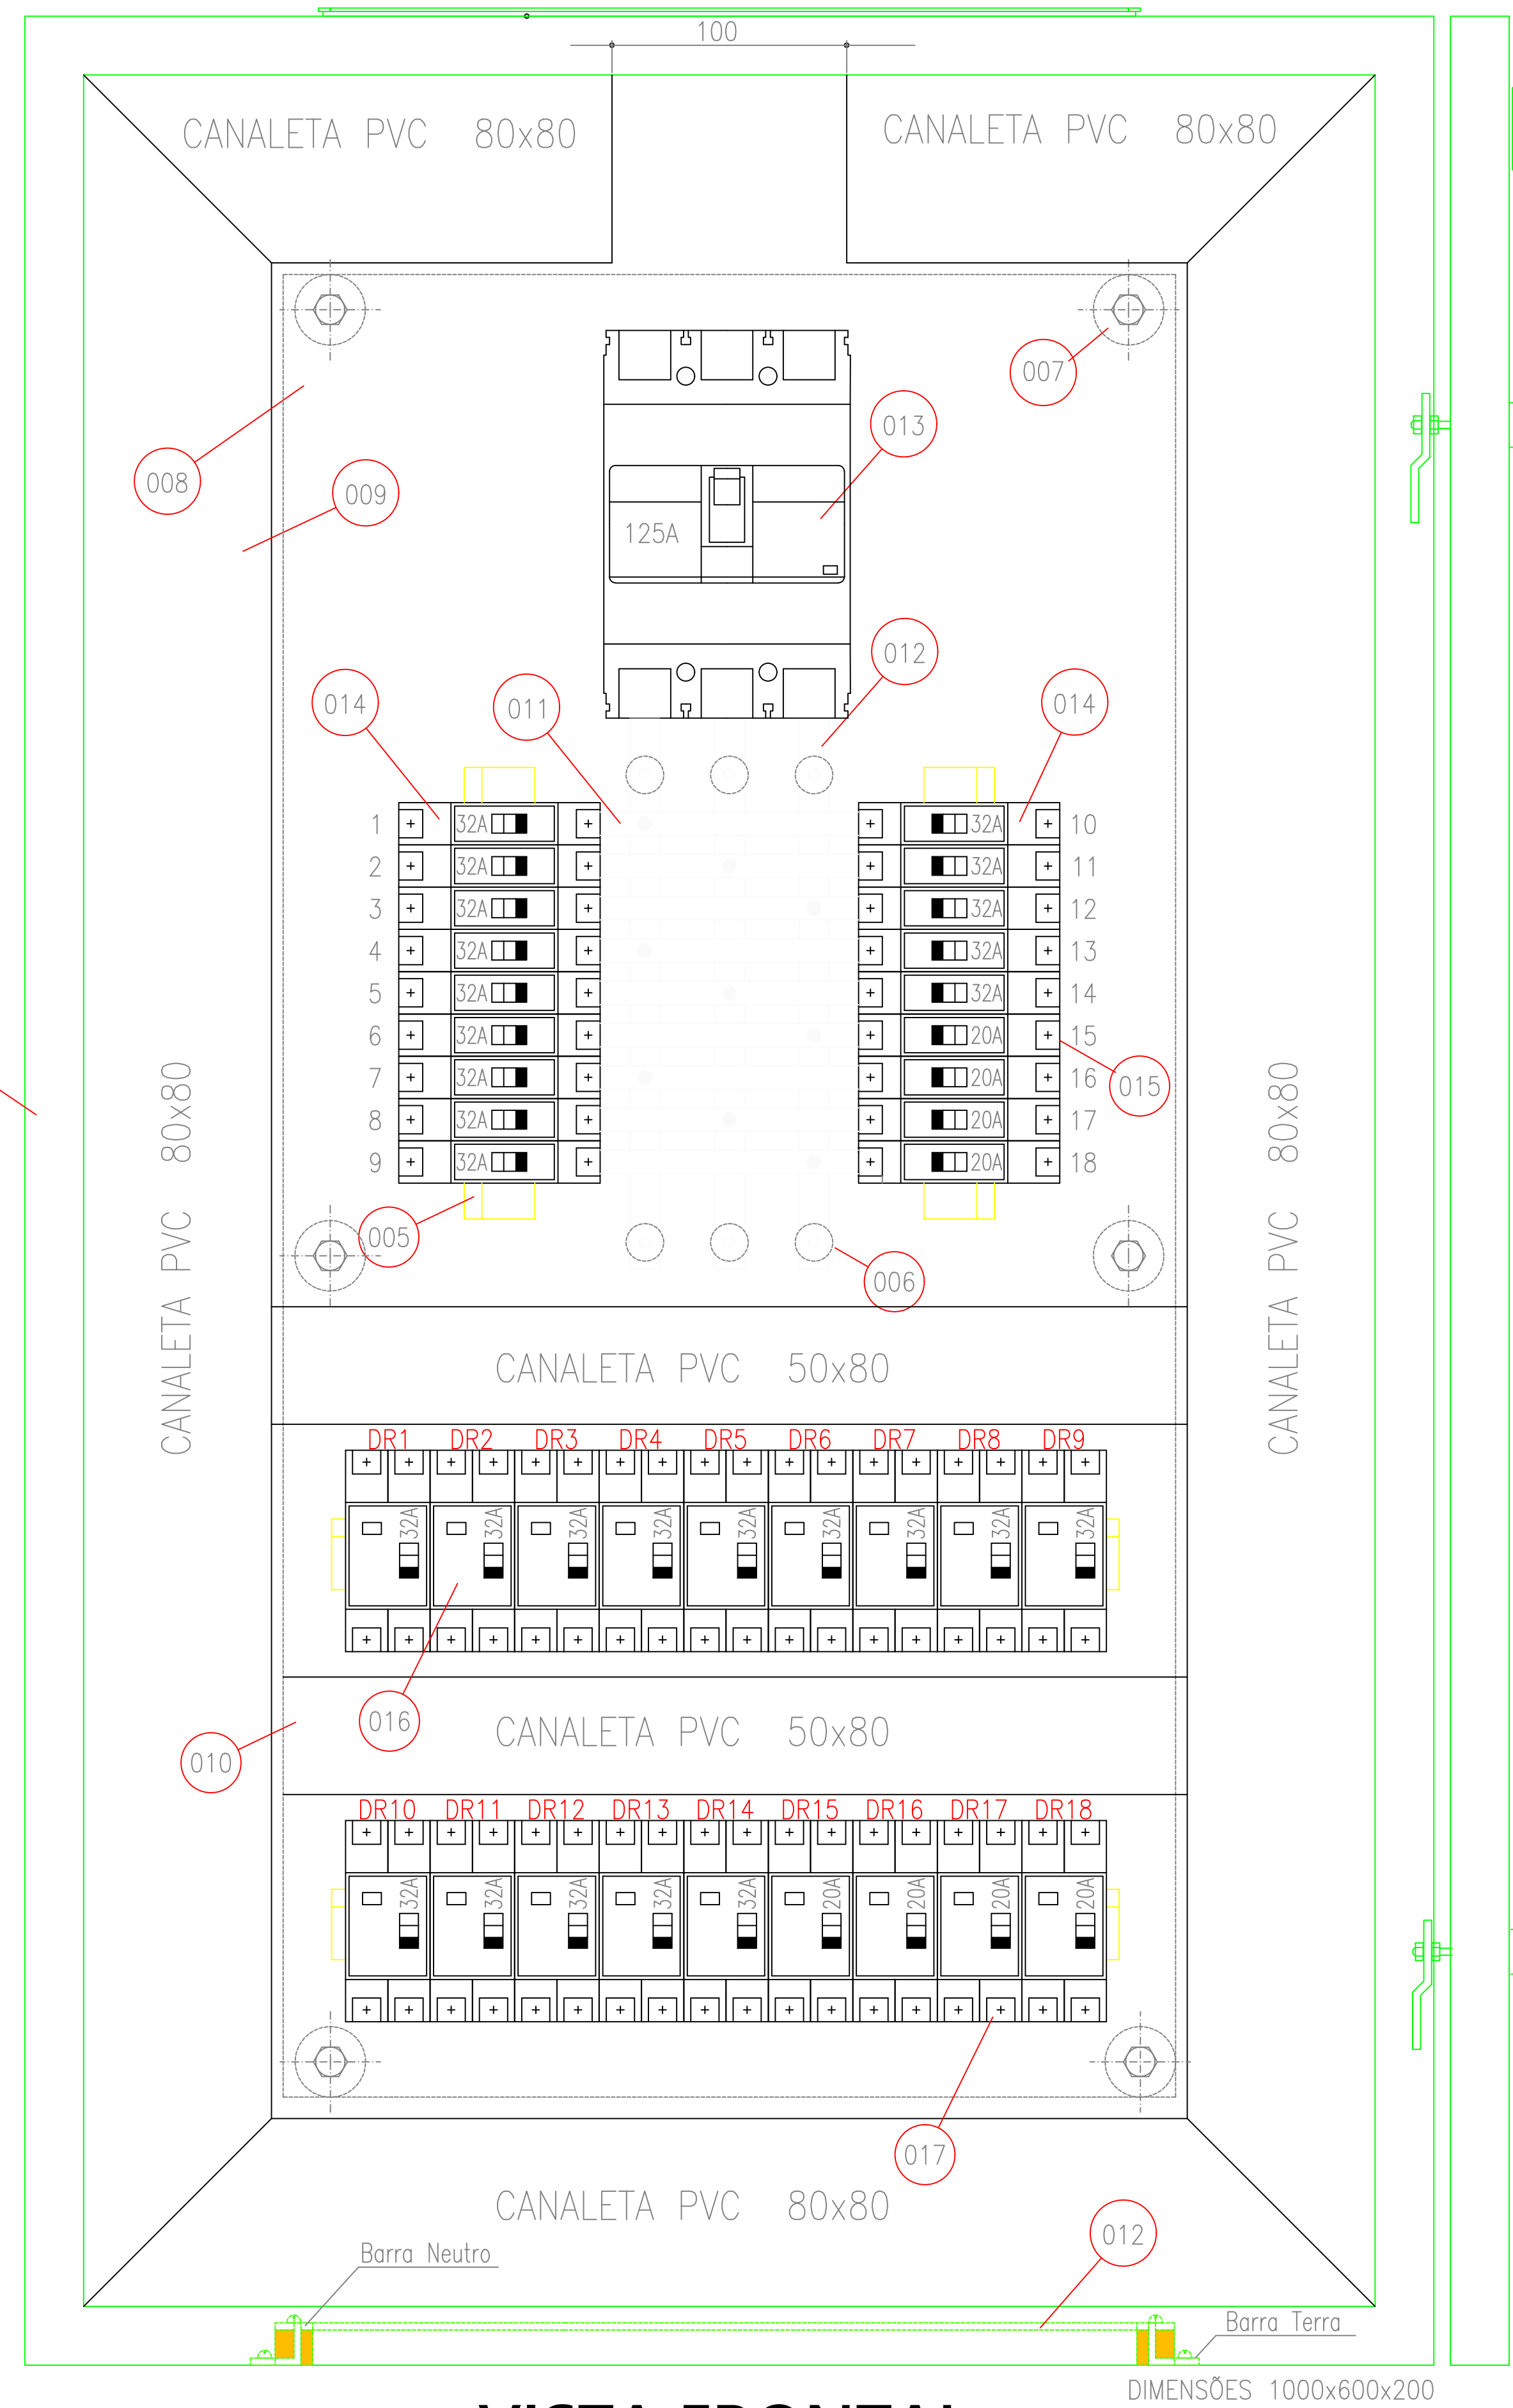 100
CANALETA PVC 80x80
CANALETA PVC 80x80
007
013
008
009
125A
012
014
011
014
1 32A 32A 10
2 32A 32A 11
3 32A 32A 12
4 32A 32A 13
5 32A 32A 14
6 32A 20A 15
7 32A 20A 16
8 32A 20A 17
9 32A 20A 18
015
CANALETA PVC 80x80
CANALETA PVC 80x80
005
006
CANALETA PVC 50x80
DR1 DR2 DR3 DR4 DR5 DR6 DR7 DR8 DR9
32A 32A 32A 32A 32A 32A 32A 32A 32A
016
CANALETA PVC 50x80
010
DR10 DR11 DR12 DR13 DR14 DR15 DR16 DR17 DR18
32A 32A 32A 32A 32A 20A 20A 20A 20A
017
CANALETA PVC 80x80
012
Barra Neutro
Barra Terra
DIMENSÕES 1000x600x200
VISTA FRONTAL